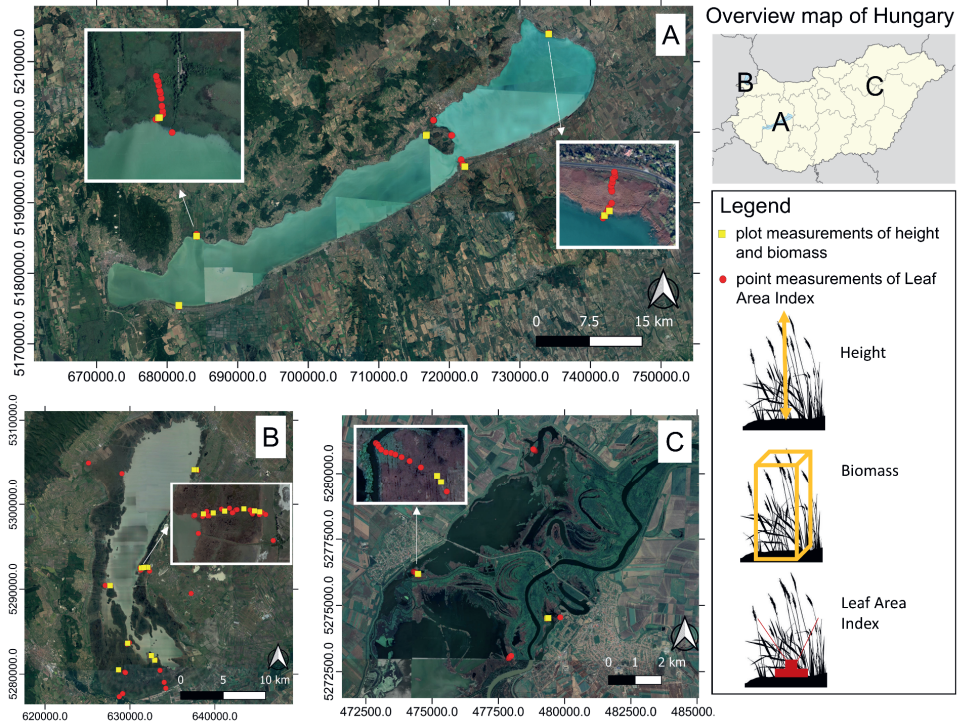 Overview map of Hungary
A
B
C
A
5210000.0
5200000.0
5190000.0
5180000.0
5170000.0
0 7.5 15 km
670000.0 680000.0 690000.0 700000.0 710000.0 720000.0 730000.0 740000.0 750000.0
Legend
plot measurements of height
and biomass
point measurements of Leaf
Area Index
Height
Biomass
Leaf Area
Index
B
5310000.0
5300000.0
5290000.0
5280000.0
0 5 10 km
620000.0 630000.0 640000.0
C
5280000.0
5277500.0
5275000.0
5272500.0
0 1 2 km
472500.0 475000.0 477500.0 480000.0 482500.0 485000.